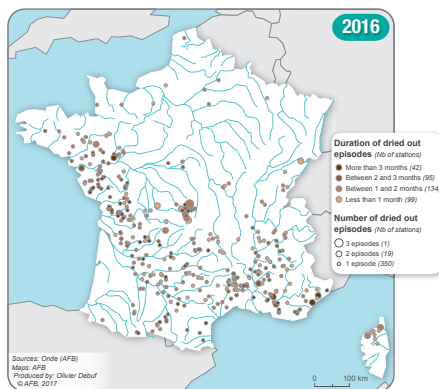 2016
Duration of dried out
episodes (Nb of stations)
More than 3 months (42)
Between 2 and 3 months (95)
Between 1 and 2 months (134)
Less than 1 month (99)
Number of dried out
episodes (Nb of stations)
3 episodes (1)
2 episodes (19)
1 episode (350)
Sources: Onde (AFB)
Maps: AFB
Produced by: Olivier Debuf
© AFB, 2017
0 100 km